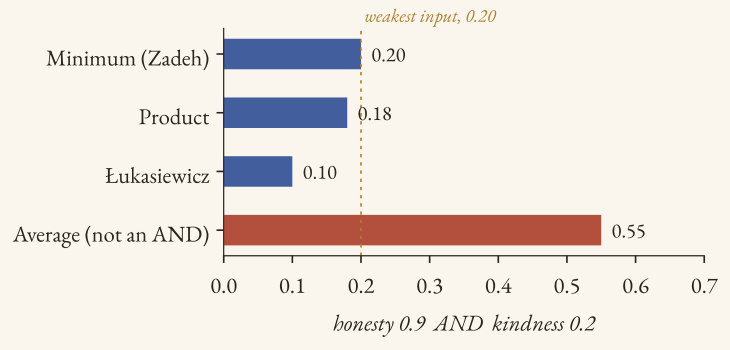 weakest input, 0.20
Minimum (Zadeh) 0.20
Product 0.18
Łukasiewicz 0.10
Average (not an AND) 0.55
0.0 0.1 0.2 0.3 0.4 0.5 0.6 0.7
honesty 0.9 AND kindness 0.2